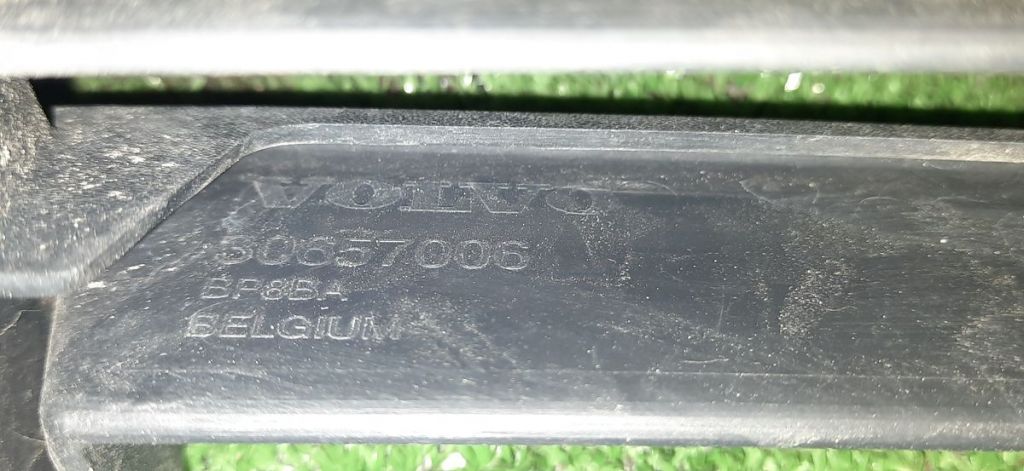 VOLVO
30657006
BP8BA
BELGIUM